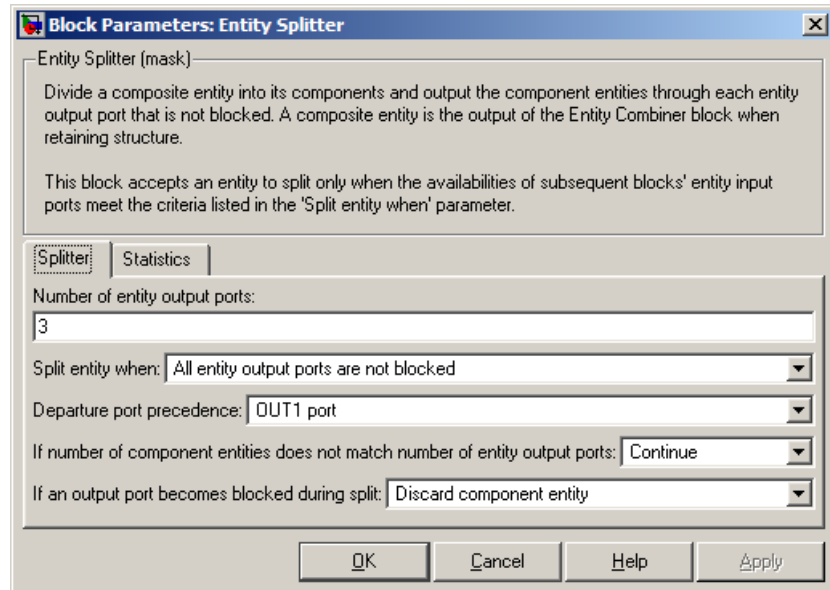 Block Parameters: Entity Splitter
Entity Splitter (mask)
Divide a composite entity into its components and output the component entities through each entity
output port that is not blocked. A composite entity is the output of the Entity Combiner block when
retaining structure.
This block accepts an entity to split only when the availabilities of subsequent blocks' entity input
ports meet the criteria listed in the 'Split entity when' parameter.
Splitter Statistics
Number of entity output ports:
3
Split entity when: All entity output ports are not blocked
Departure port precedence: OUT1 port
If number of component entities does not match number of entity output ports: Continue
If an output port becomes blocked during split: Discard component entity
OK Cancel Help Apply